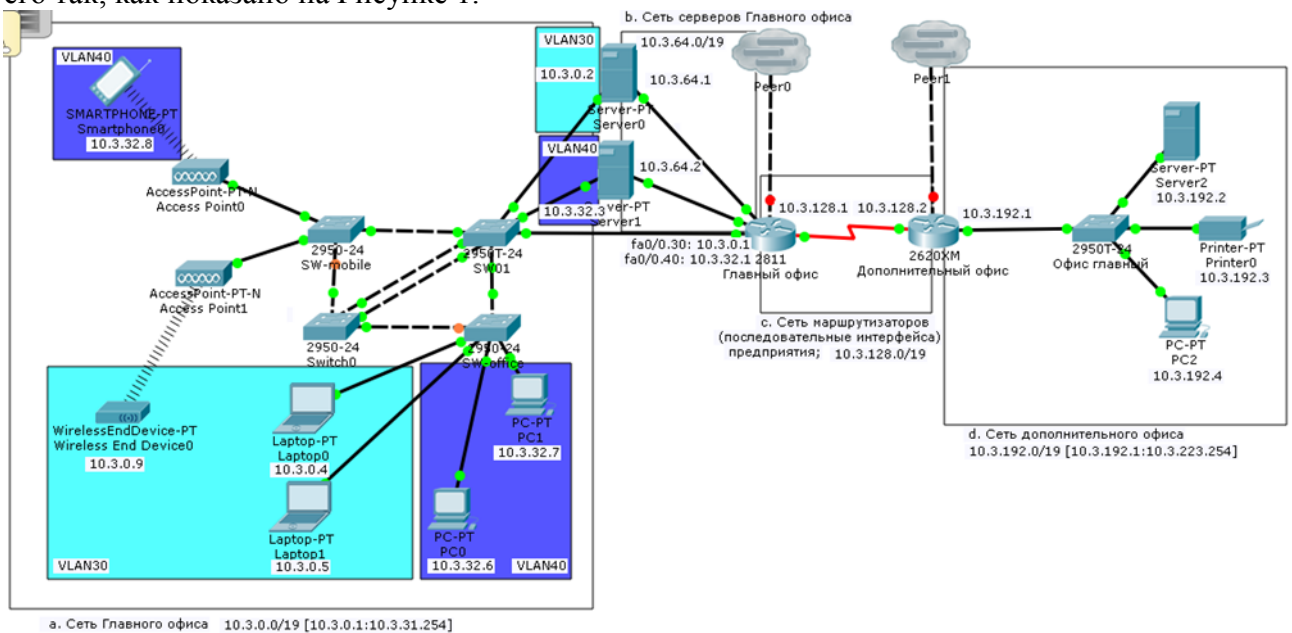 его так, как показано на Рисунке 1.
b. Сеть серверов Главного офиса
VLAN40
SMARTPHONE-PT
Smartphone0
10.3.32.8
VLAN30
10.3.0.2
10.3.64.0/19
10.3.64.1
Server-PT
Server0
Peer0
Peer1
VLAN40
10.3.32.3
10.3.64.2
Server-PT
Server1
AccessPoint-PT-N
Access Point0
AccessPoint-PT-N
Access Point1
2950-24
SW-mobile
2950T-24
SW01
2950-24
Switch0
2950-24
SW-office
fa0/0.30: 10.3.0.1
fa0/0.40: 10.3.32.1
2811
Главный офис
10.3.128.1
10.3.128.2
2620XM
Дополнительный офис
10.3.192.1
2950T-24
Офис главный
Server-PT
Server2
10.3.192.2
Printer-PT
Printer0
10.3.192.3
PC-PT
PC2
10.3.192.4
c. Сеть маршрутизаторов
(последовательные интерфейса)
предприятия; 10.3.128.0/19
WirelessEndDevice-PT
Wireless End Device0
10.3.0.9
Laptop-PT
Laptop0
10.3.0.4
Laptop-PT
Laptop1
10.3.0.5
VLAN30
PC-PT
PC1
10.3.32.7
PC-PT
PC0
10.3.32.6
VLAN40
d. Сеть дополнительного офиса
10.3.192.0/19 [10.3.192.1:10.3.223.254]
a. Сеть Главного офиса 10.3.0.0/19 [10.3.0.1:10.3.31.254]